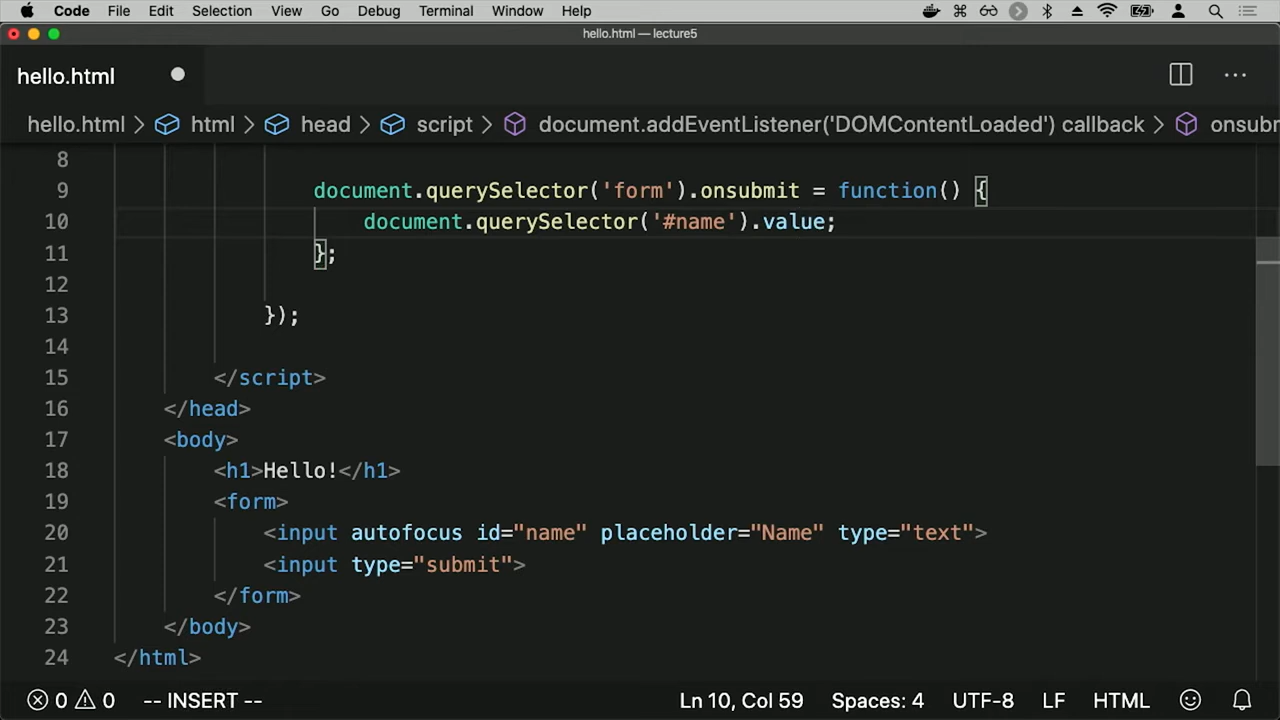 Code File Edit Selection View Go Debug Terminal Window Help
hello.html — lecture5
hello.html
hello.html > html > head > script > document.addEventListener('DOMContentLoaded') callback > onsubm
8
9 document.querySelector('form').onsubmit = function() {
10 document.querySelector('#name').value;
11 };
12
13 });
14
15 </script>
16 </head>
17 <body>
18 <h1>Hello!</h1>
19 <form>
20 <input autofocus id="name" placeholder="Name" type="text">
21 <input type="submit">
22 </form>
23 </body>
24 </html>
0 0 -- INSERT -- Ln 10, Col 59 Spaces: 4 UTF-8 LF HTML